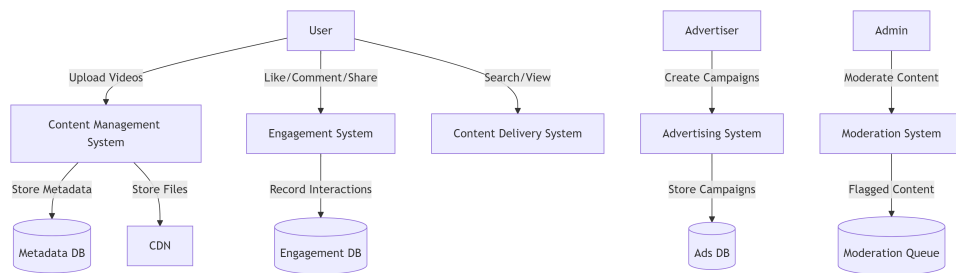 User
Advertiser
Admin
Upload Videos
Like/Comment/Share
Search/View
Create Campaigns
Moderate Content
Content Management
System
Engagement System
Content Delivery System
Advertising System
Moderation System
Store Metadata
Store Files
Record Interactions
Store Campaigns
Flagged Content
Metadata DB
CDN
Engagement DB
Ads DB
Moderation Queue